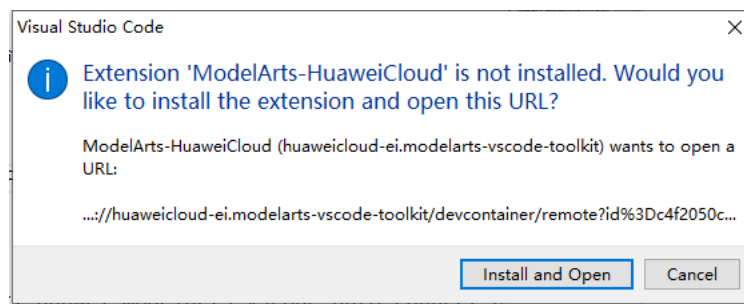 Visual Studio Code
Extension 'ModelArts-HuaweiCloud' is not installed. Would you
like to install the extension and open this URL?
ModelArts-HuaweiCloud (huaweicloud-ei.modelarts-vscode-toolkit) wants to open a
URL:
...://huaweicloud-ei.modelarts-vscode-toolkit/devcontainer/remote?id%3Dc4f2050c...
Install and Open
Cancel